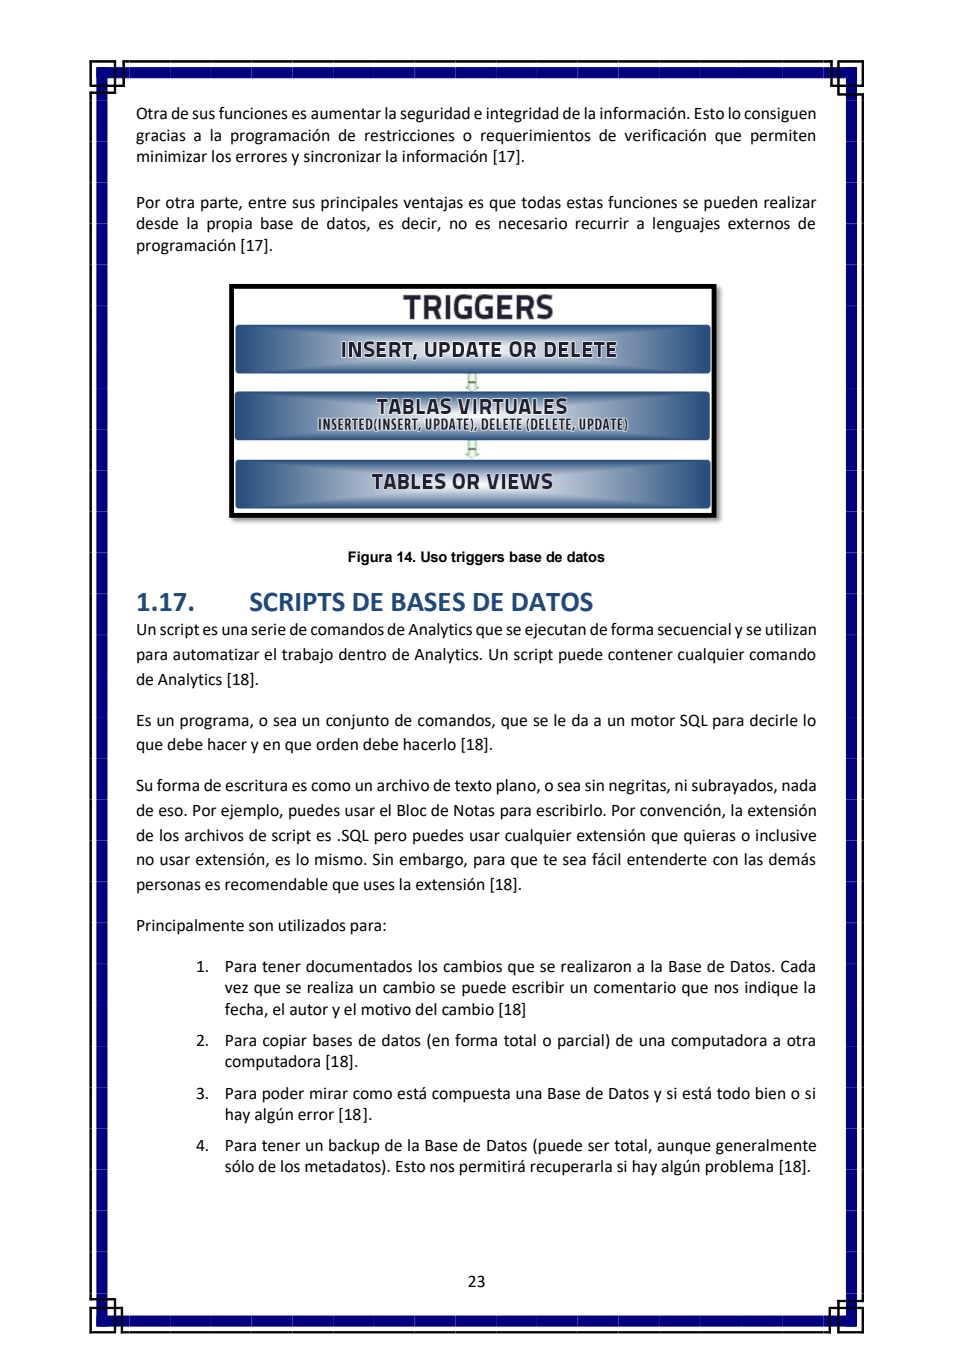 Otra de sus funciones es aumentar la seguridad e integridad de la información. Esto lo consiguen
gracias a la programación de restricciones o requerimientos de verificación que permiten
minimizar los errores y sincronizar la información [17].
Por otra parte, entre sus principales ventajas es que todas estas funciones se pueden realizar
desde la propia base de datos, es decir, no es necesario recurrir a lenguajes externos de
programación [17].
TRIGGERS
INSERT, UPDATE OR DELETE
TABLAS VIRTUALES
INSERTED(INSERT, UPDATE), DELETE (DELETE, UPDATE)
TABLES OR VIEWS
Figura 14. Uso triggers base de datos
1.17. SCRIPTS DE BASES DE DATOS
Un script es una serie de comandos de Analytics que se ejecutan de forma secuencial y se utilizan
para automatizar el trabajo dentro de Analytics. Un script puede contener cualquier comando
de Analytics [18].
Es un programa, o sea un conjunto de comandos, que se le da a un motor SQL para decirle lo
que debe hacer y en que orden debe hacerlo [18].
Su forma de escritura es como un archivo de texto plano, o sea sin negritas, ni subrayados, nada
de eso. Por ejemplo, puedes usar el Bloc de Notas para escribirlo. Por convención, la extensión
de los archivos de script es .SQL pero puedes usar cualquier extensión que quieras o inclusive
no usar extensión, es lo mismo. Sin embargo, para que te sea fácil entenderte con las demás
personas es recomendable que uses la extensión [18].
Principalmente son utilizados para:
1. Para tener documentados los cambios que se realizaron a la Base de Datos. Cada
vez que se realiza un cambio se puede escribir un comentario que nos indique la
fecha, el autor y el motivo del cambio [18]
2. Para copiar bases de datos (en forma total o parcial) de una computadora a otra
computadora [18].
3. Para poder mirar como está compuesta una Base de Datos y si está todo bien o si
hay algún error [18].
4. Para tener un backup de la Base de Datos (puede ser total, aunque generalmente
sólo de los metadatos). Esto nos permitirá recuperarla si hay algún problema [18].
23